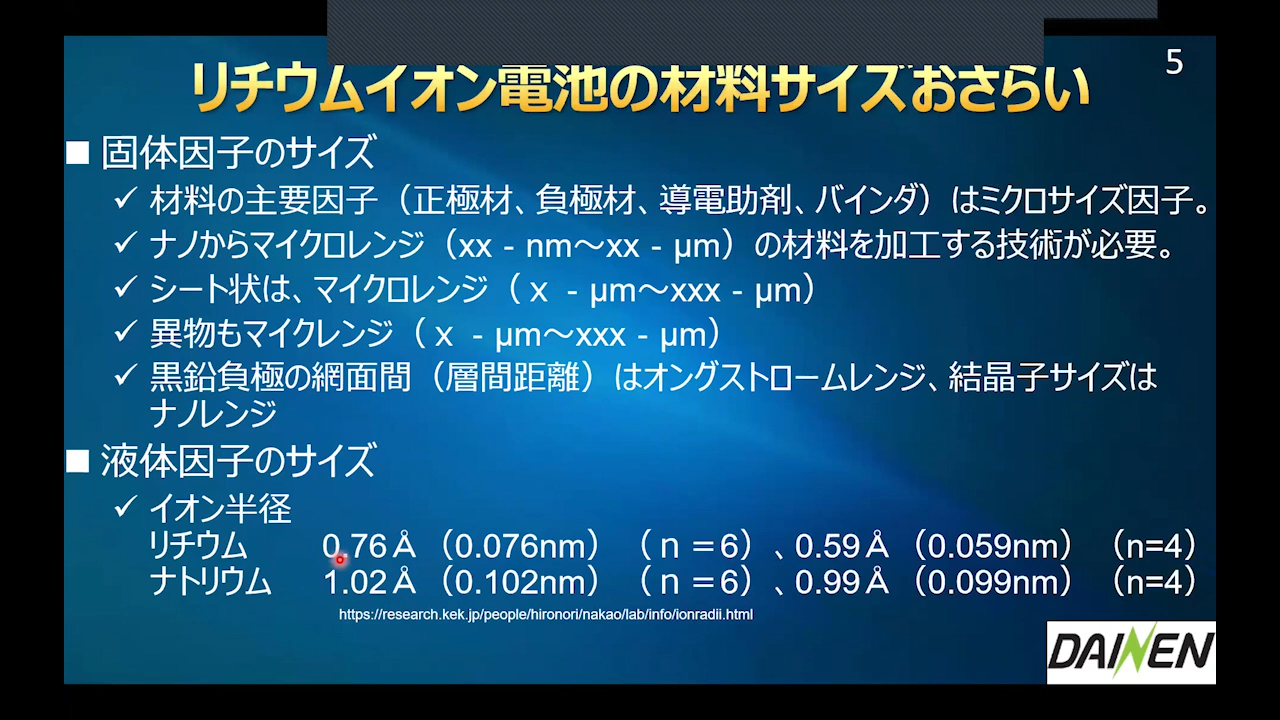 5
リチウムイオン電池の材料サイズおさらい
■ 固体因子のサイズ
✓ 材料の主要因子（正極材、負極材、導電助剤、バインダ）はミクロサイズ因子。
✓ ナノからマイクロレンジ（xx - nm～xx - μm）の材料を加工する技術が必要。
✓ シート状は、マイクロレンジ（ｘ - μm～xxx - μm）
✓ 異物もマイクレンジ（ｘ - μm～xxx - μm）
✓ 黒鉛負極の網面間（層間距離）はオングストロームレンジ、結晶子サイズは
ナノレンジ
■ 液体因子のサイズ
✓ イオン半径
リチウム 0.76Å（0.076nm）（ｎ＝6）、0.59Å（0.059nm）（n=4）
ナトリウム 1.02Å（0.102nm）（ｎ＝6）、0.99Å（0.099nm）（n=4）
https://research.kek.jp/people/hironori/nakao/lab/info/ionradii.html
DAINEN